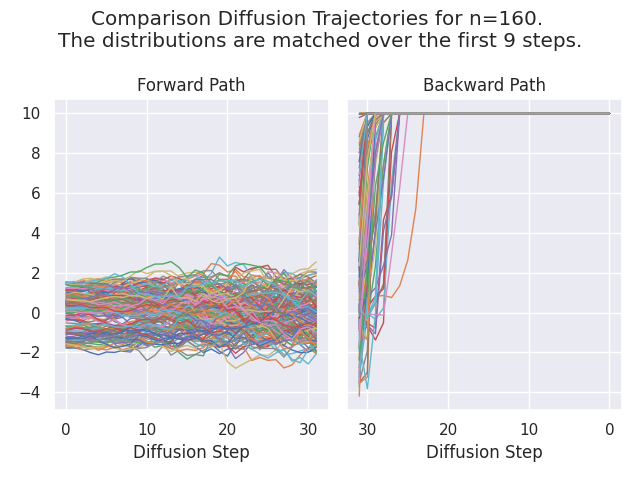 Comparison Diffusion Trajectories for n=160.
The distributions are matched over the first 9 steps.
Forward Path
Backward Path
10
8
6
4
2
0
−2
−4
0 10 20 30
30 20 10 0
Diffusion Step
Diffusion Step